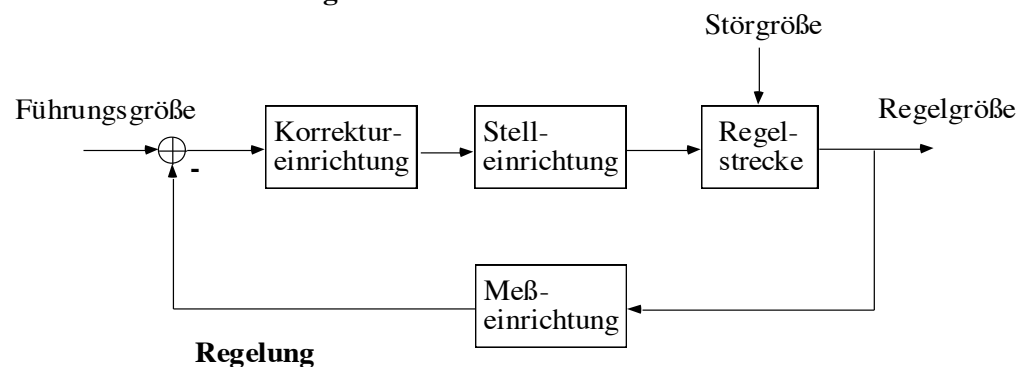 Störgröße
Führungsgröße
Regelgröße
Korrektur-
einrichtung
Stell-
einrichtung
Regel-
strecke
-
Meß-
einrichtung
Regelung